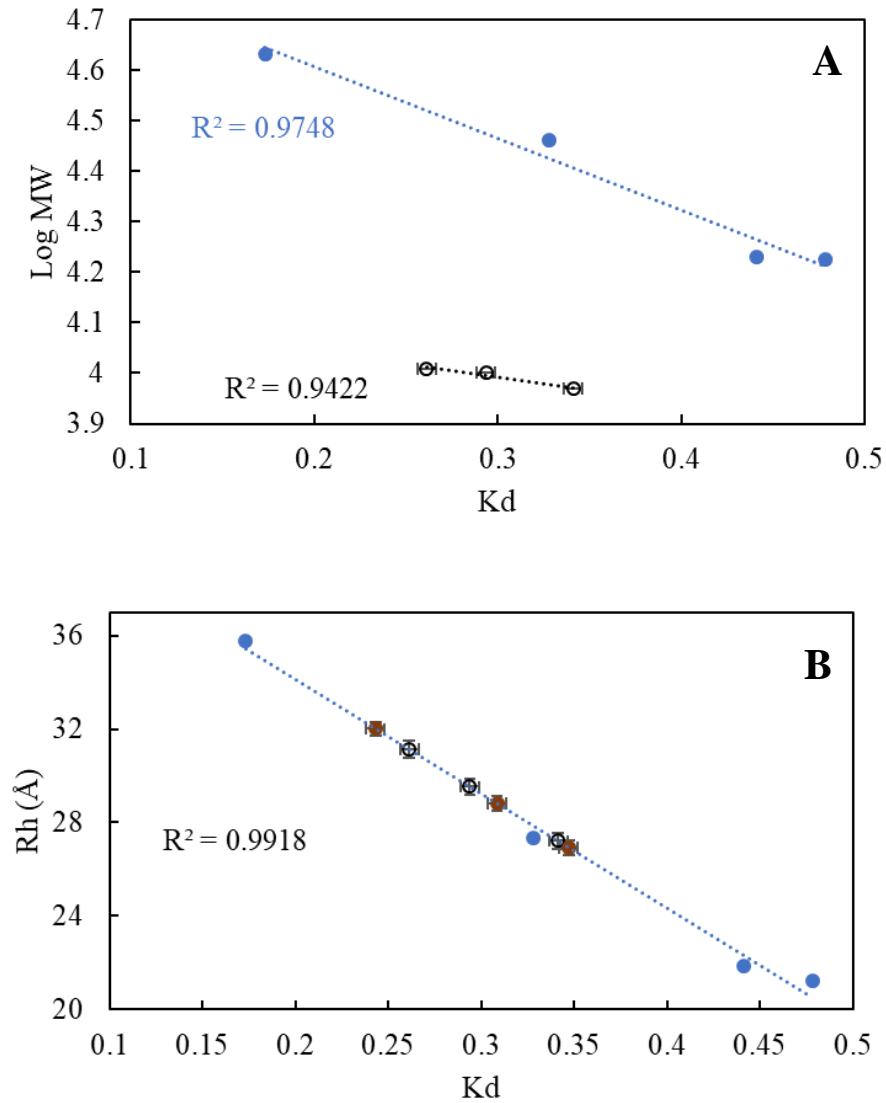 4.7
A
4.6
R² = 0.9748
4.5
4.4
Log MW
4.3
4.2
4.1
4
R² = 0.9422
3.9
0.1 0.2 0.3 0.4 0.5
Kd
36
B
32
Rh (Å)
28
R² = 0.9918
24
20
0.1 0.15 0.2 0.25 0.3 0.35 0.4 0.45 0.5
Kd